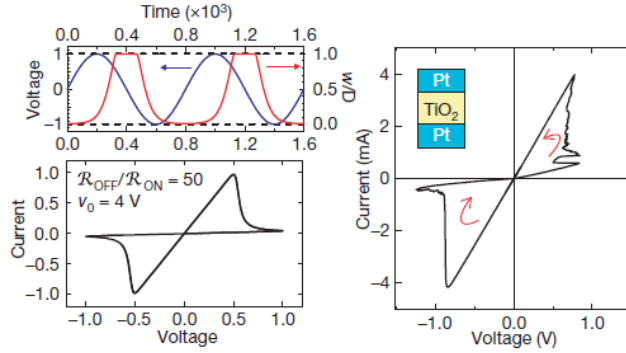 Time (×10³)
0.0 0.4 0.8 1.2 1.6
Voltage
1
0
−1
w/D
1.0
0.5
0.0
0.0 0.4 0.8 1.2 1.6
ℛOFF/ℛON = 50
v₀ = 4 V
Current
1.0
0.5
0.0
−0.5
−1.0
−1.0 −0.5 0.0 0.5 1.0
Voltage
Pt
TiO₂
Pt
Current (mA)
4
2
0
−2
−4
−1.0 0.0 1.0
Voltage (V)